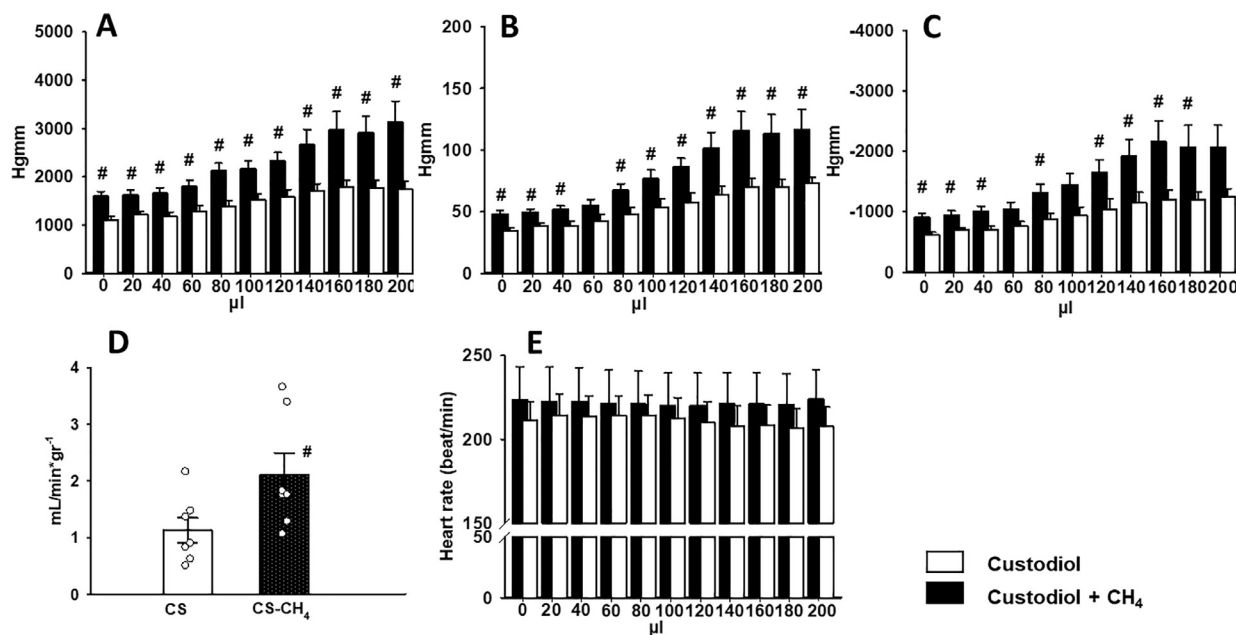 A
5000
4000
3000
2000
1000
0
Hgmm
# # # # # # # # # # #
0 20 40 60 80 100 120 140 160 180 200
µl
B
200
150
100
50
0
Hgmm
# # # # # # # # # #
0 20 40 60 80 100 120 140 160 180 200
µl
C
-4000
-3000
-2000
-1000
0
Hgmm
# # # # # # # #
0 20 40 60 80 100 120 140 160 180 200
µl
D
4
3
2
1
0
mL/min*gr⁻¹
#
CS CS-CH₄
E
250
200
150
50
0
Heart rate (beat/min)
0 20 40 60 80 100 120 140 160 180 200
µl
Custodiol
Custodiol + CH₄